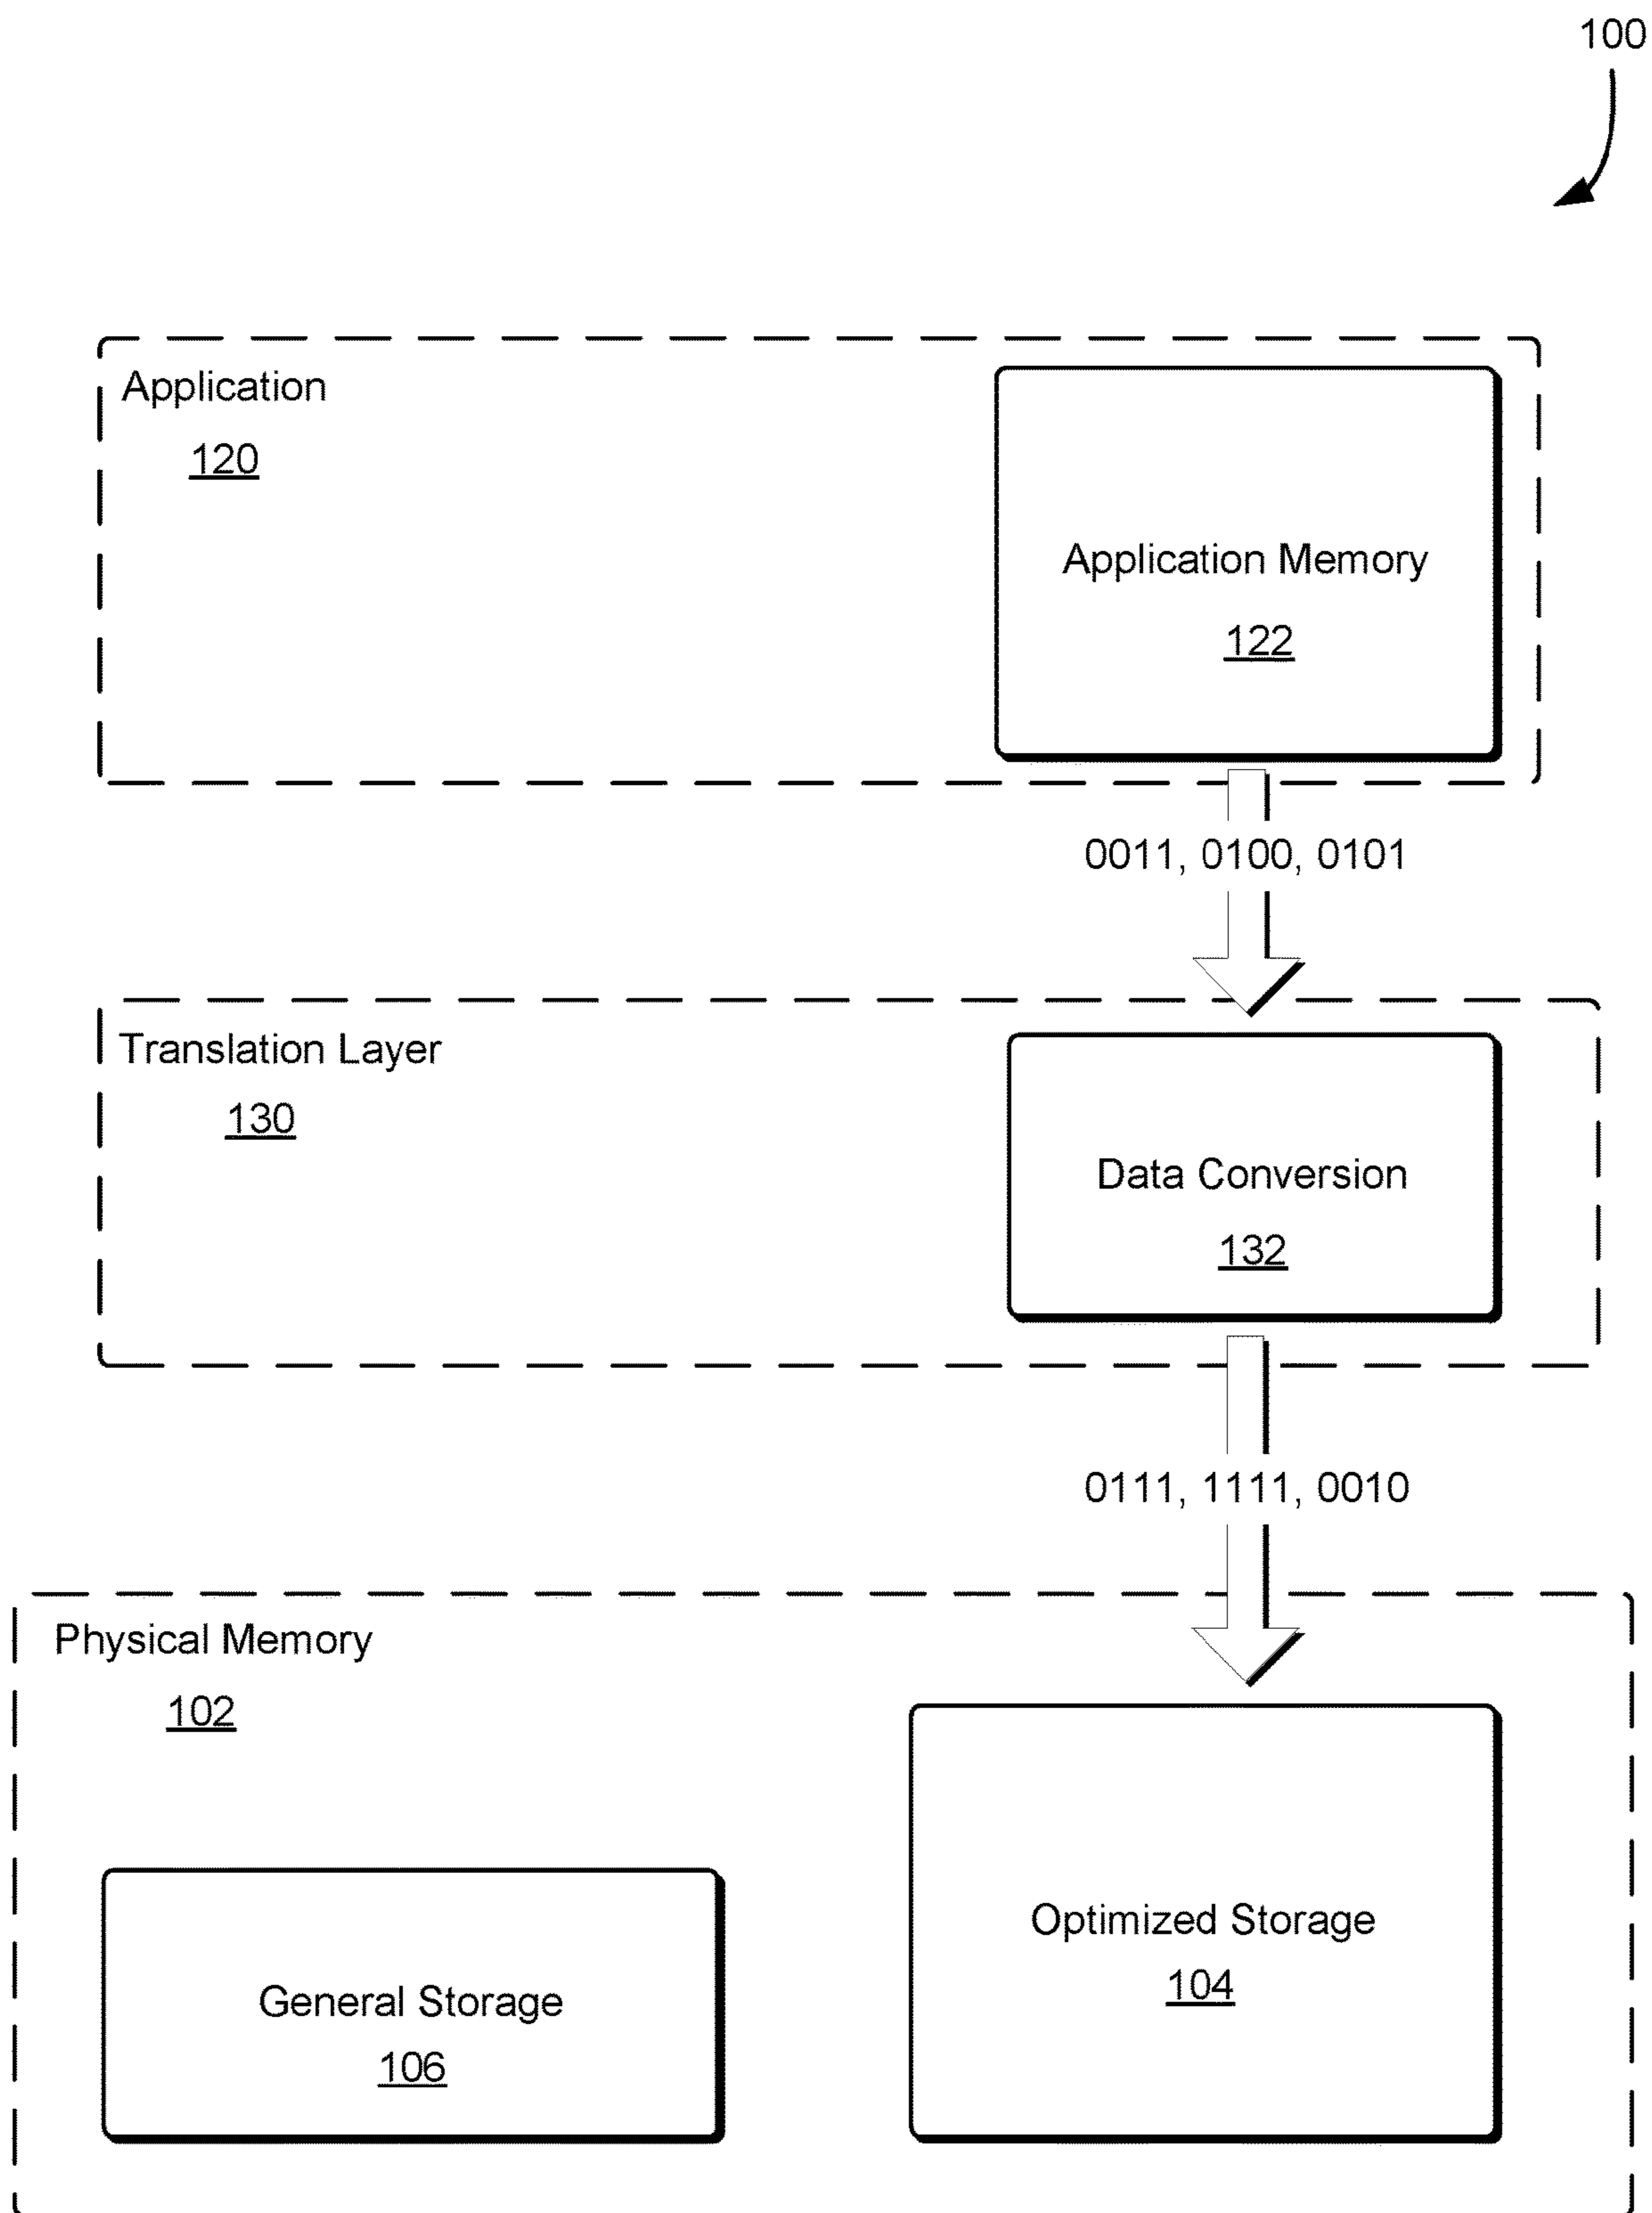 100
Application
120
Application Memory
122
0011, 0100, 0101
Translation Layer
130
Data Conversion
132
0111, 1111, 0010
Physical Memory
102
Optimized Storage
104
General Storage
106